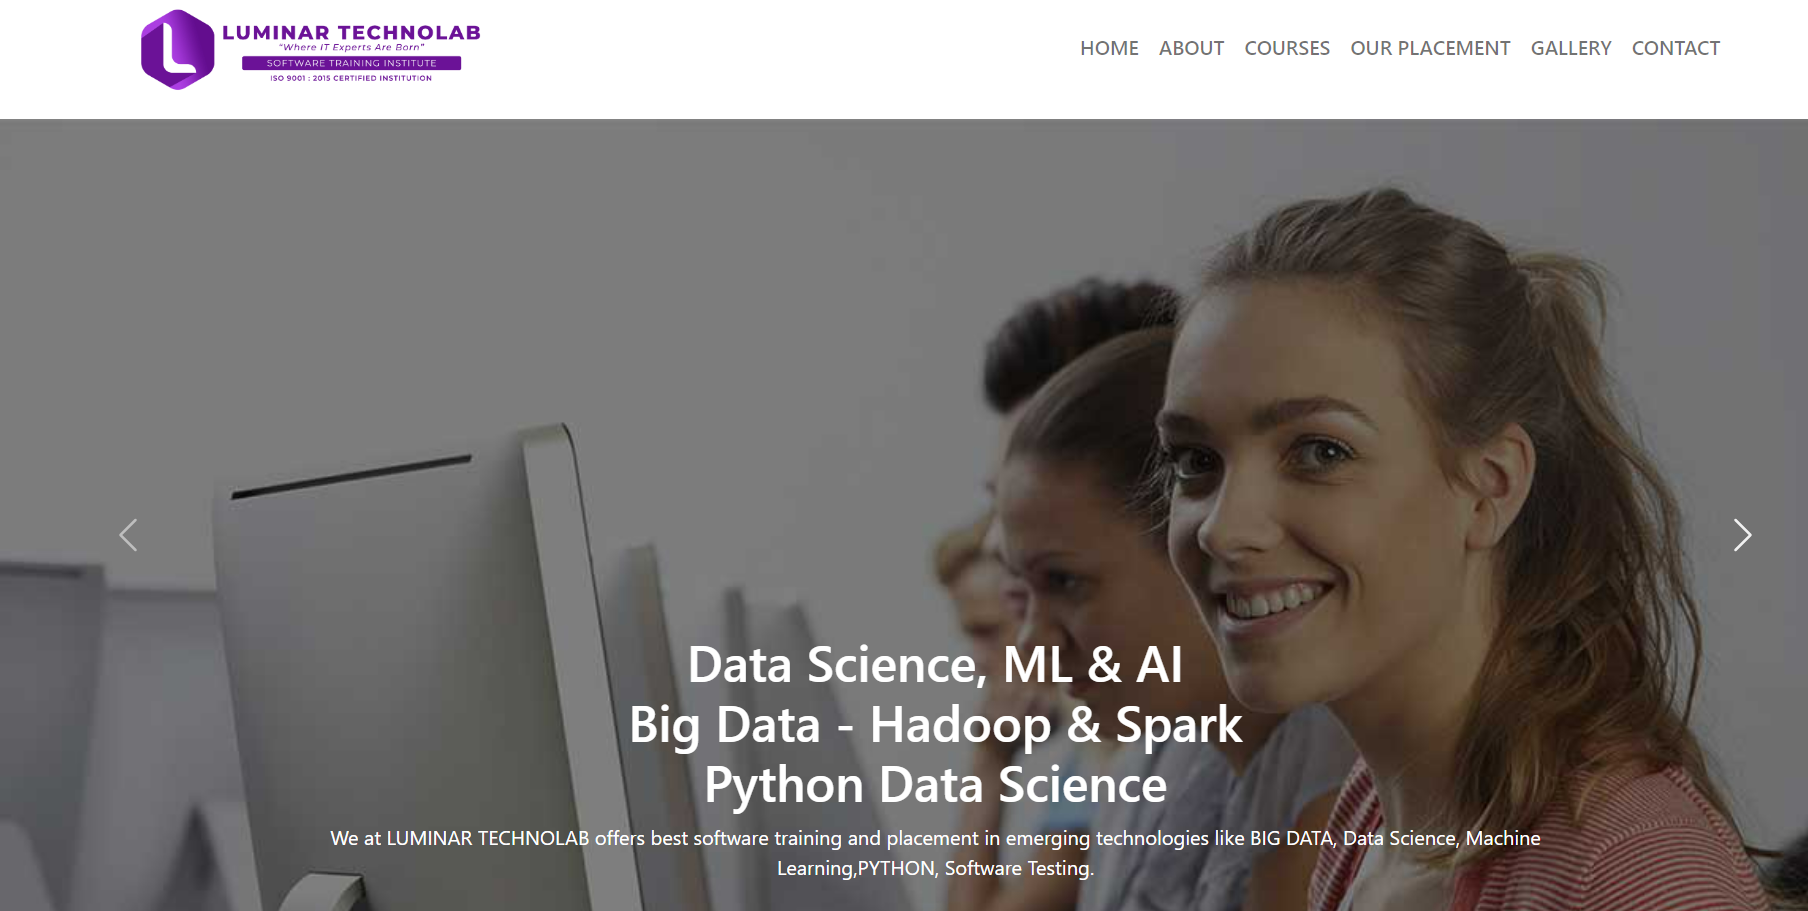 LUMINAR TECHNOLAB
"Where IT Experts Are Born"
SOFTWARE TRAINING INSTITUTE
ISO 9001 : 2015 CERTIFIED INSTITUTION
HOME ABOUT COURSES OUR PLACEMENT GALLERY CONTACT
Data Science, ML & AI
Big Data - Hadoop & Spark
Python Data Science
We at LUMINAR TECHNOLAB offers best software training and placement in emerging technologies like BIG DATA, Data Science, Machine
Learning,PYTHON, Software Testing.